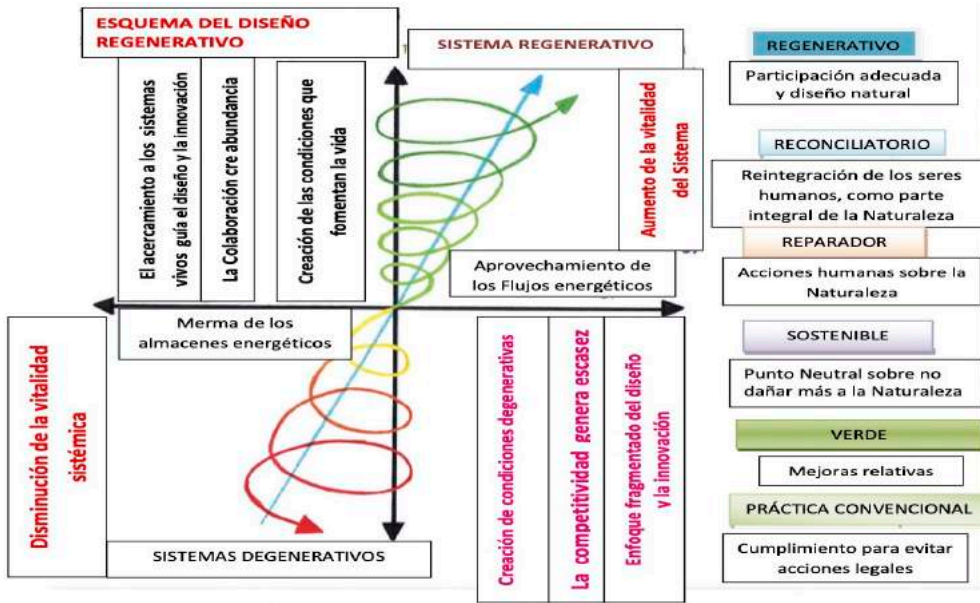 ESQUEMA DEL DISEÑO
REGENERATIVO
SISTEMA REGENERATIVO
El acercamiento a los sistemas
vivos guía el diseño y la innovación
La Colaboración cre abundancia
Creación de las condiciones que
fomentan la vida
Aumento de la vitalidad
del Sistema
Aprovechamiento de
los Flujos energéticos
Merma de los
almacenes energéticos
Disminución de la vitalidad
sistémica
SISTEMAS DEGENERATIVOS
Creación de condiciones degenerativas
La competitividad genera escasez
Enfoque fragmentado del diseño
y la innovación
REGENERATIVO
Participación adecuada
y diseño natural
RECONCILIATORIO
Reintegración de los seres
humanos, como parte
integral de la Naturaleza
REPARADOR
Acciones humanas sobre la
Naturaleza
SOSTENIBLE
Punto Neutral sobre no
dañar más a la Naturaleza
VERDE
Mejoras relativas
PRÁCTICA CONVENCIONAL
Cumplimiento para evitar
acciones legales